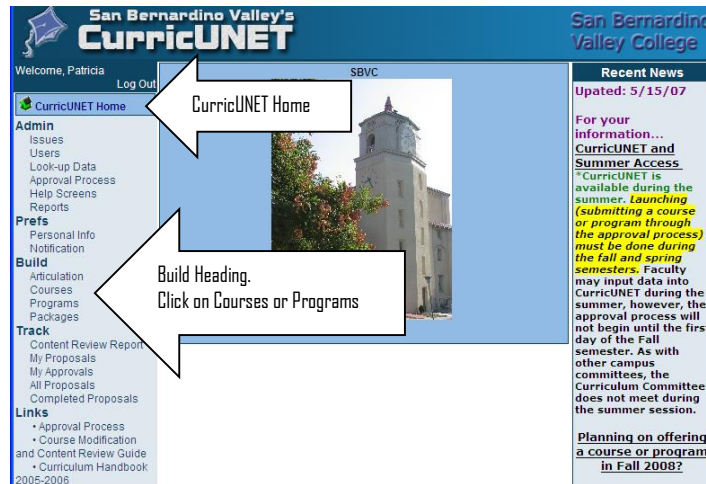 San Bernardino Valley's
CurricUNET
San Bernardino
Valley College
Welcome, Patricia
Log Out
CurricUNET Home
Admin
Issues
Users
Look-up Data
Approval Process
Help Screens
Reports
Prefs
Personal Info
Notification
Build
Articulation
Courses
Programs
Packages
Track
Content Review Report
My Proposals
My Approvals
All Proposals
Completed Proposals
Links
• Approval Process
• Course Modification
and Content Review Guide
• Curriculum Handbook
2005-2006
SBVC
CurricUNET Home
Build Heading.
Click on Courses or Programs
Recent News
Upated: 5/15/07
For your
information...
CurricUNET and
Summer Access
*CurricUNET is
available during the
summer. Launching
(submitting a course
or program through
the approval process)
must be done during
the fall and spring
semesters. Faculty
may input data into
CurricUNET during the
summer, however, the
approval process will
not begin until the first
day of the Fall
semester. As with
other campus
committees, the
Curriculum Committee
does not meet during
the summer session.
Planning on offering
a course or program
in Fall 2008?